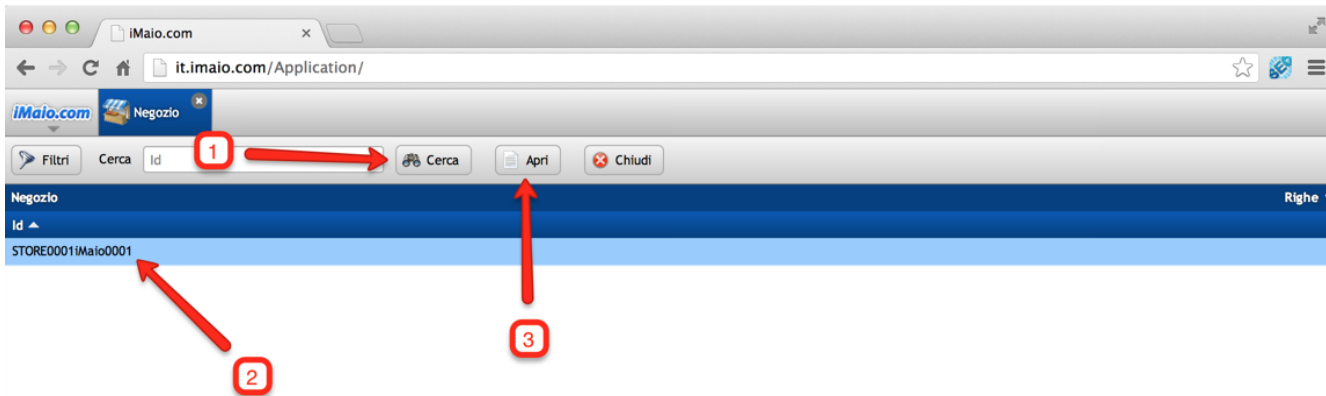 iMaio.com
it.imaio.com/Application/
iMaio.com Negozio
Filtri Cerca Id 1 Cerca Apri Chiudi
Negozio Righe
Id
STORE0001iMaio0001
3
2